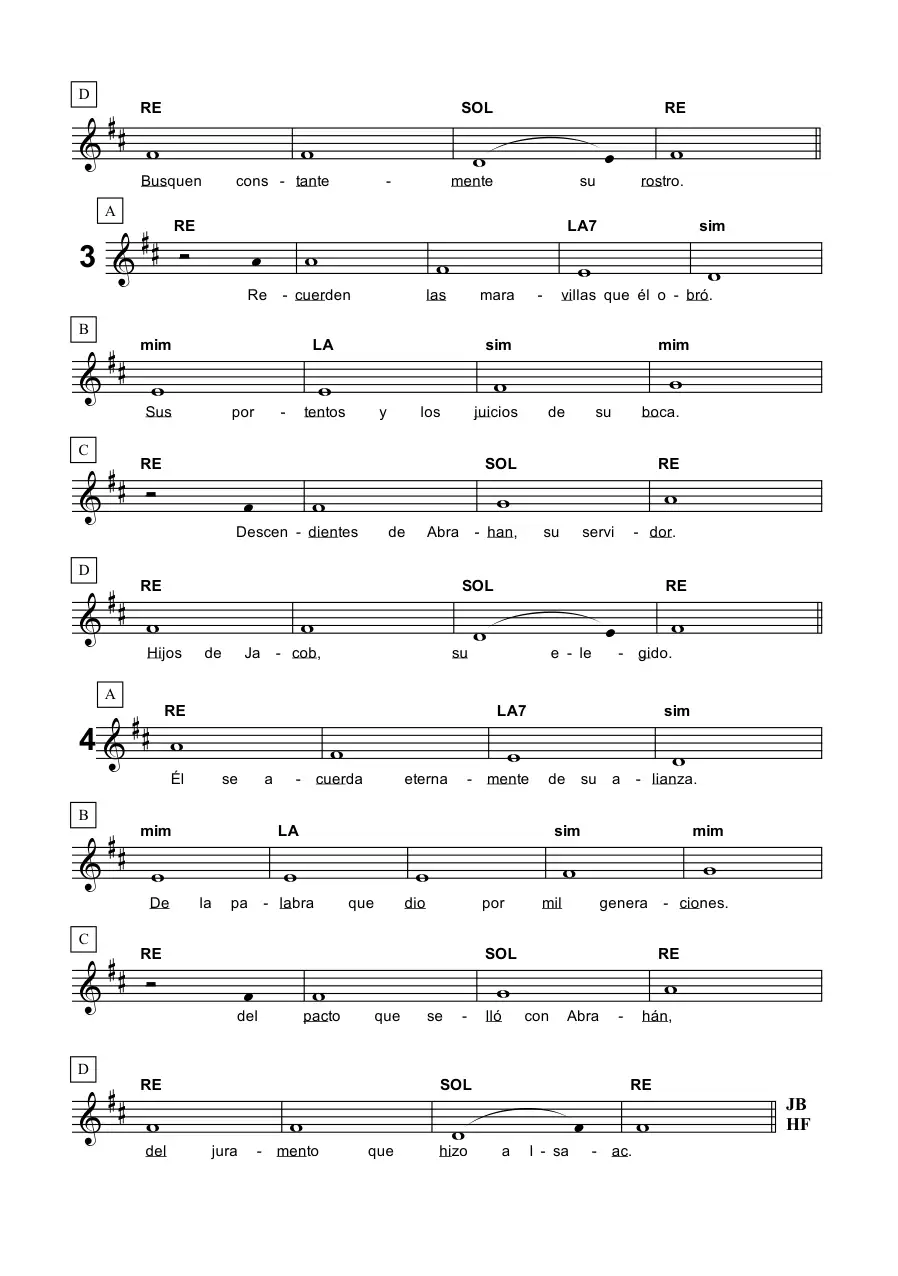 D
RE SOL RE
Busquen cons - tante - mente su rostro.
A
RE LA7 sim
3
Re - cuerden las mara - villas que él o - bró.
B
mim LA sim mim
Sus por - tentos y los juicios de su boca.
C
RE SOL RE
Descen - dientes de Abra - han, su servi - dor.
D
RE SOL RE
Hijos de Ja - cob, su e - le - gido.
A
RE LA7 sim
4
Él se a - cuerda eterna - mente de su a - lianza.
B
mim LA sim mim
De la pa - labra que dio por mil genera - ciones.
C
RE SOL RE
del pacto que se - lló con Abra - hán,
D
RE SOL RE
JB
HF
del jura - mento que hizo a I - sa - ac.